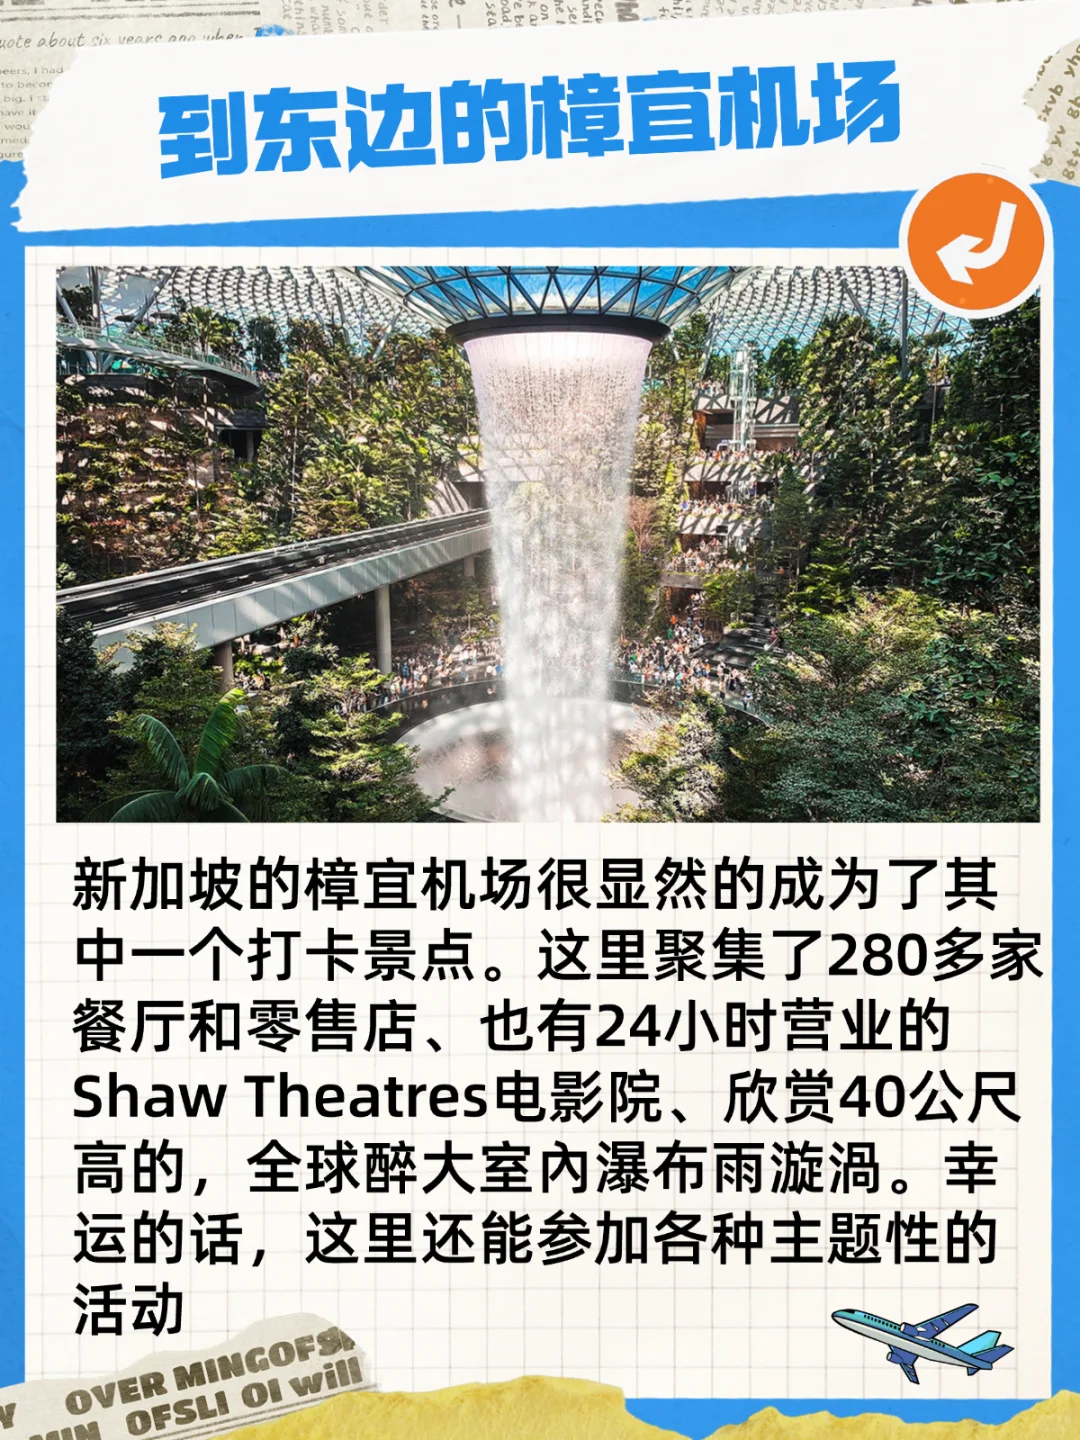 到东边的樟宜机场
新加坡的樟宜机场很显然的成为了其
中一个打卡景点。这里聚集了280多家
餐厅和零售店、也有24小时营业的
Shaw Theatres电影院、欣赏40公尺
高的，全球醉大室內瀑布雨漩渦。幸
运的话，这里还能参加各种主题性的
活动
OVER MINGOFSI
OFSLI OI will